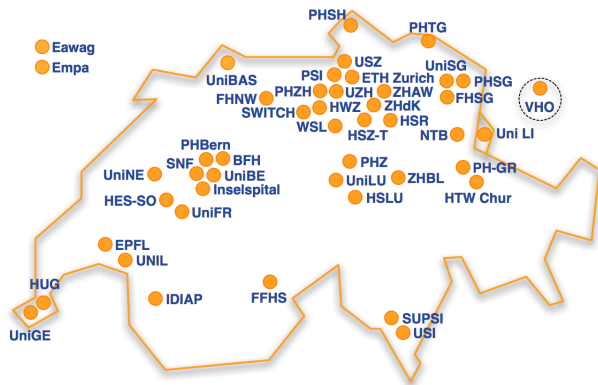 PHSH
PHTG
Eawag
Empa
USZ
UniSG
UniBAS
PSI
ETH Zurich
PHSG
PHZH
UZH
ZHAW
FHSG
VHO
FHNW
HWZ
ZHdK
SWITCH
WSL
HSZ-T
HSR
NTB
Uni LI
PHBern
SNF
BFH
PHZ
PH-GR
UniNE
UniBE
UniLU
ZHBL
Inselspital
HTW Chur
HES-SO
HSLU
UniFR
EPFL
UNIL
HUG
IDIAP
FFHS
UniGE
SUPSI
USI